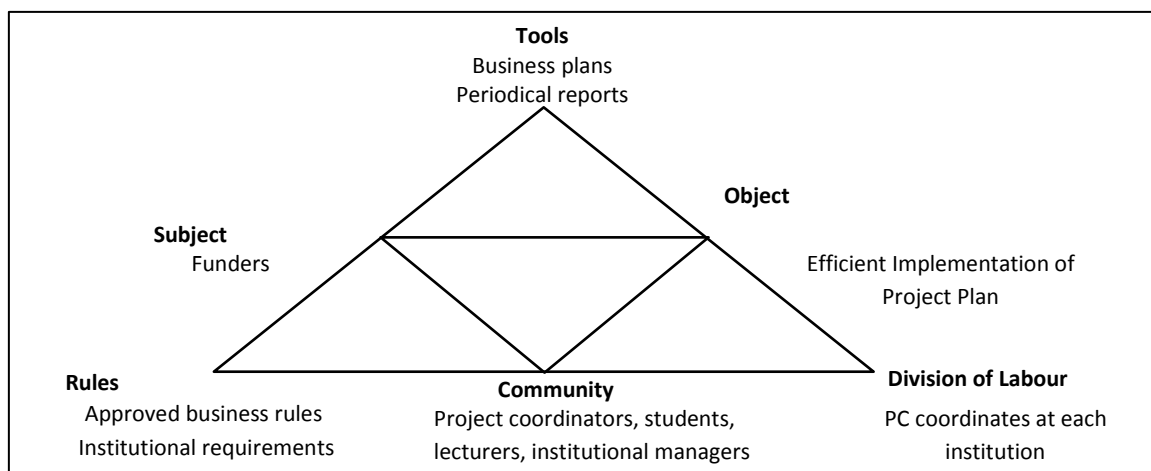 Tools
Business plans
Periodical reports
Object
Subject
Funders
Efficient Implementation of
Project Plan
Rules
Approved business rules
Institutional requirements
Community
Project coordinators, students,
lecturers, institutional managers
Division of Labour
PC coordinates at each
institution